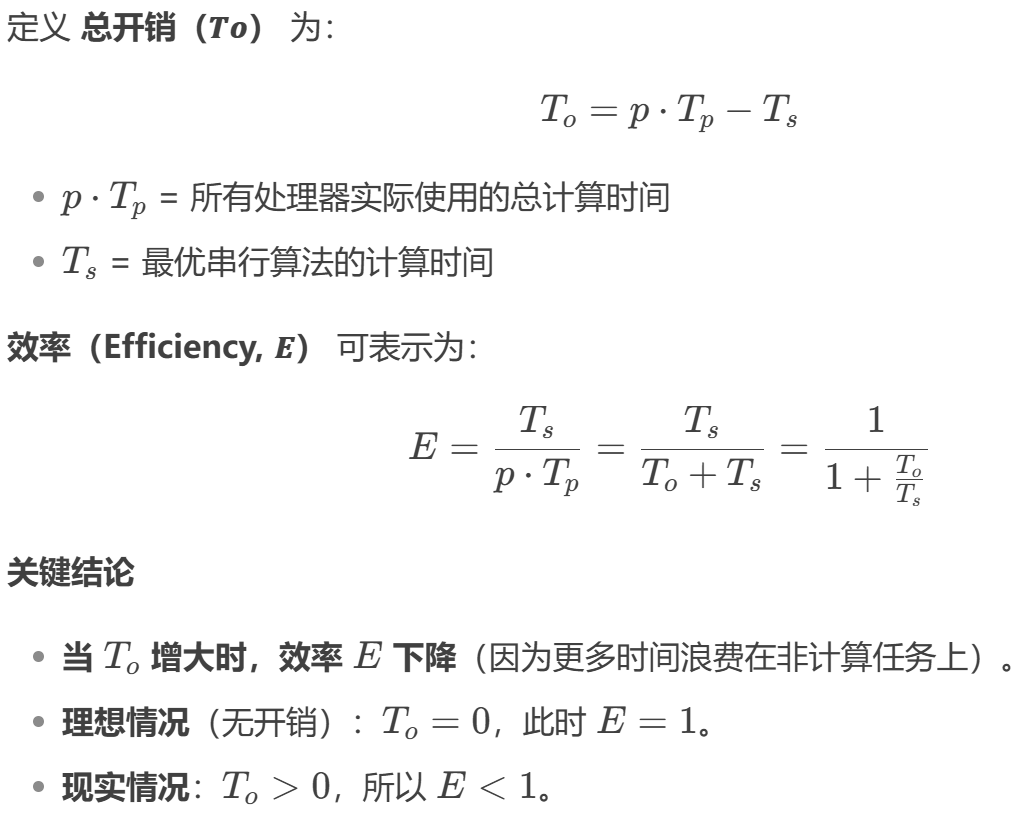 定义 总开销（To） 为：
T_o = p · T_p − T_s
• p · T_p = 所有处理器实际使用的总计算时间
• T_s = 最优串行算法的计算时间
效率（Efficiency, E） 可表示为：
E = \frac{T_s}{p · T_p} = \frac{T_s}{T_o + T_s} = \frac{1}{1 + \frac{T_o}{T_s}}
关键结论
• 当 T_o 增大时，效率 E 下降（因为更多时间浪费在非计算任务上）。
• 理想情况（无开销）：T_o = 0，此时 E = 1。
• 现实情况：T_o > 0，所以 E < 1。